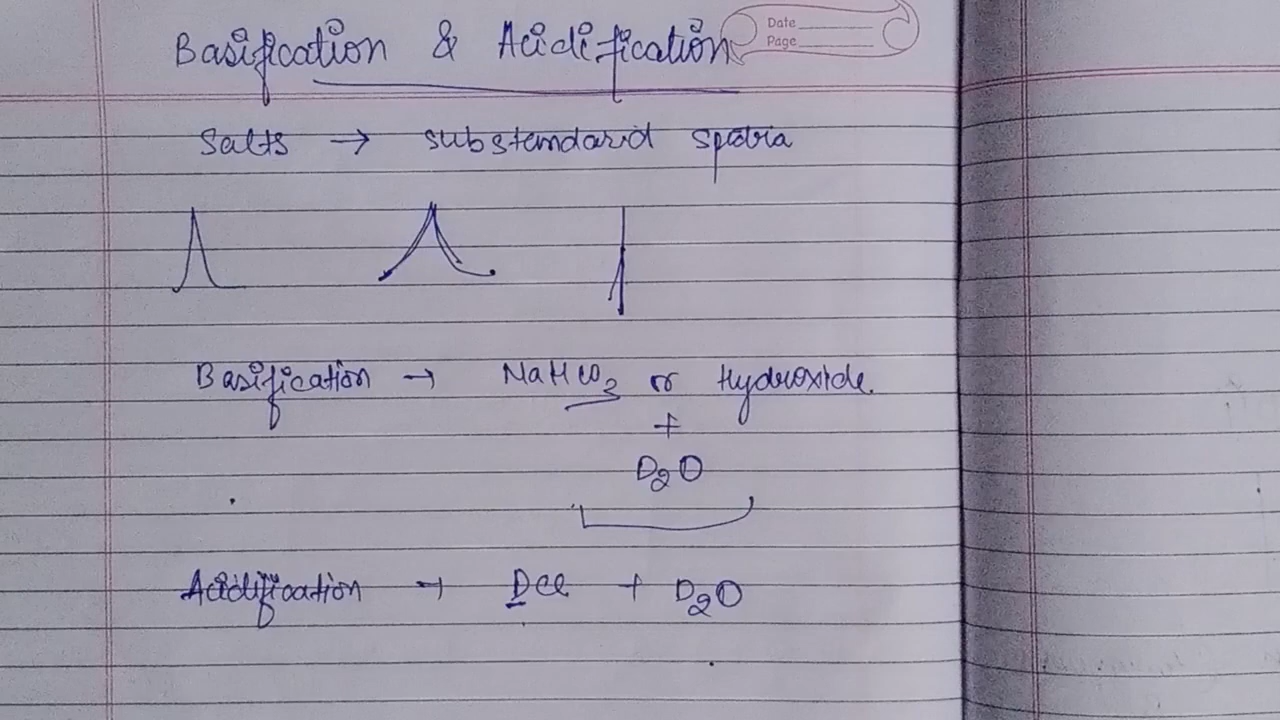 Basification & Acidification
Date
Page
Salts → substandard spectra
Basification → NaHCO3 or Hydroxide
+
D2O
Acidification → DCl + D2O